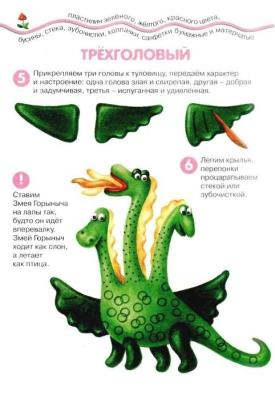 пластилин зелёного, жёлтого, красного цвета,
бусины, стека, зубочистки, колпачки, салфетки бумажные и матерчатые
ТРЁХГОЛОВЫЙ
5 Прикрепляем три головы к туловищу, передаём характер
и настроение: одна голова злая и свирепая, другая – добрая
и задумчивая, третья – испуганная и удивлённая.
6 Лепим крылья,
перепонки
процарапываем
стекой или
зубочисткой.
! Ставим
Змея Горыныча
на лапы так,
будто он идёт
вперевалку.
Змей Горыныч
ходит как слон,
а летает
как птица.